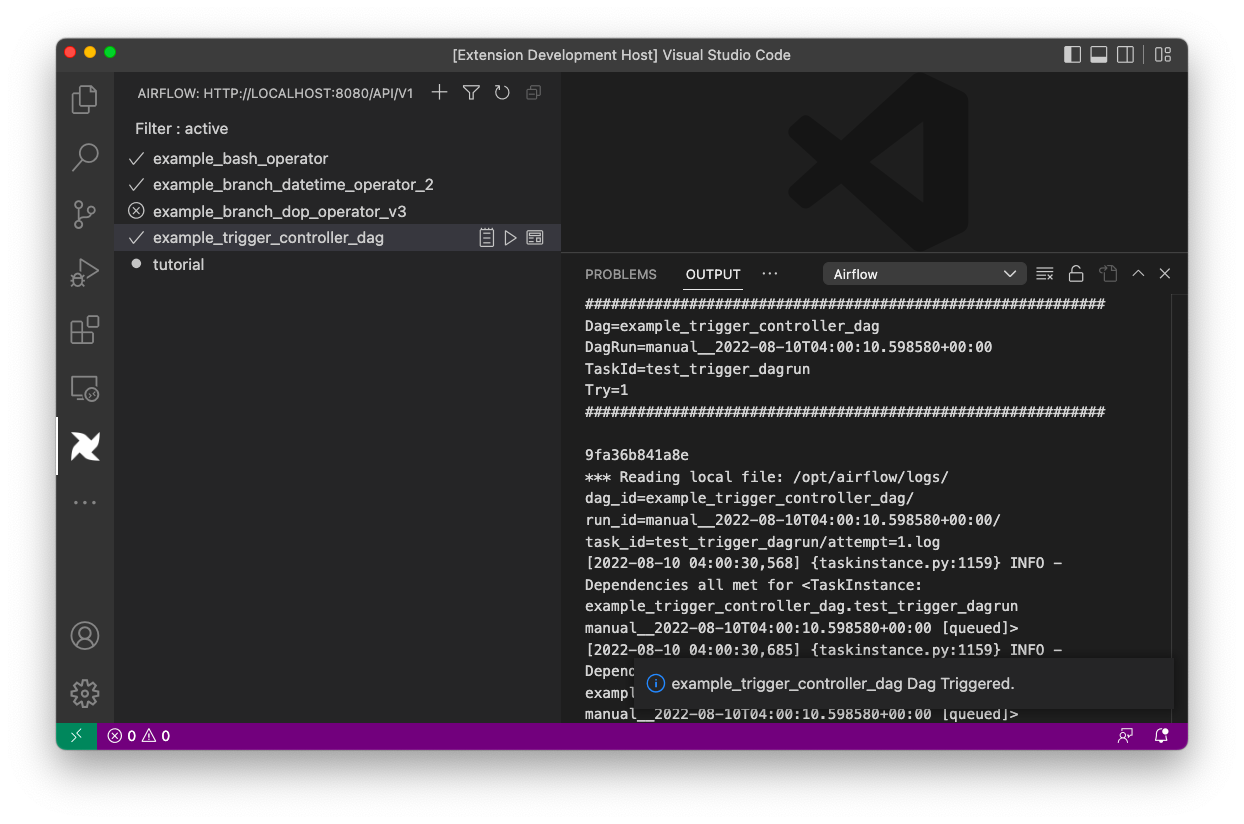 [Extension Development Host] Visual Studio Code
AIRFLOW: HTTP://LOCALHOST:8080/API/V1
Filter : active
example_bash_operator
example_branch_datetime_operator_2
example_branch_dop_operator_v3
example_trigger_controller_dag
tutorial
PROBLEMS OUTPUT ··· Airflow
############################################################
Dag=example_trigger_controller_dag
DagRun=manual__2022-08-10T04:00:10.598580+00:00
TaskId=test_trigger_dagrun
Try=1
############################################################
9fa36b841a8e
*** Reading local file: /opt/airflow/logs/
dag_id=example_trigger_controller_dag/
run_id=manual__2022-08-10T04:00:10.598580+00:00/
task_id=test_trigger_dagrun/attempt=1.log
[2022-08-10 04:00:30,568] {taskinstance.py:1159} INFO -
Dependencies all met for <TaskInstance:
example_trigger_controller_dag.test_trigger_dagrun
manual__2022-08-10T04:00:10.598580+00:00 [queued]>
[2022-08-10 04:00:30,685] {taskinstance.py:1159} INFO -
Depen
exampl
manual__2022-08-10T04:00:10.598580+00:00 [queued]>
example_trigger_controller_dag Dag Triggered.
0 0